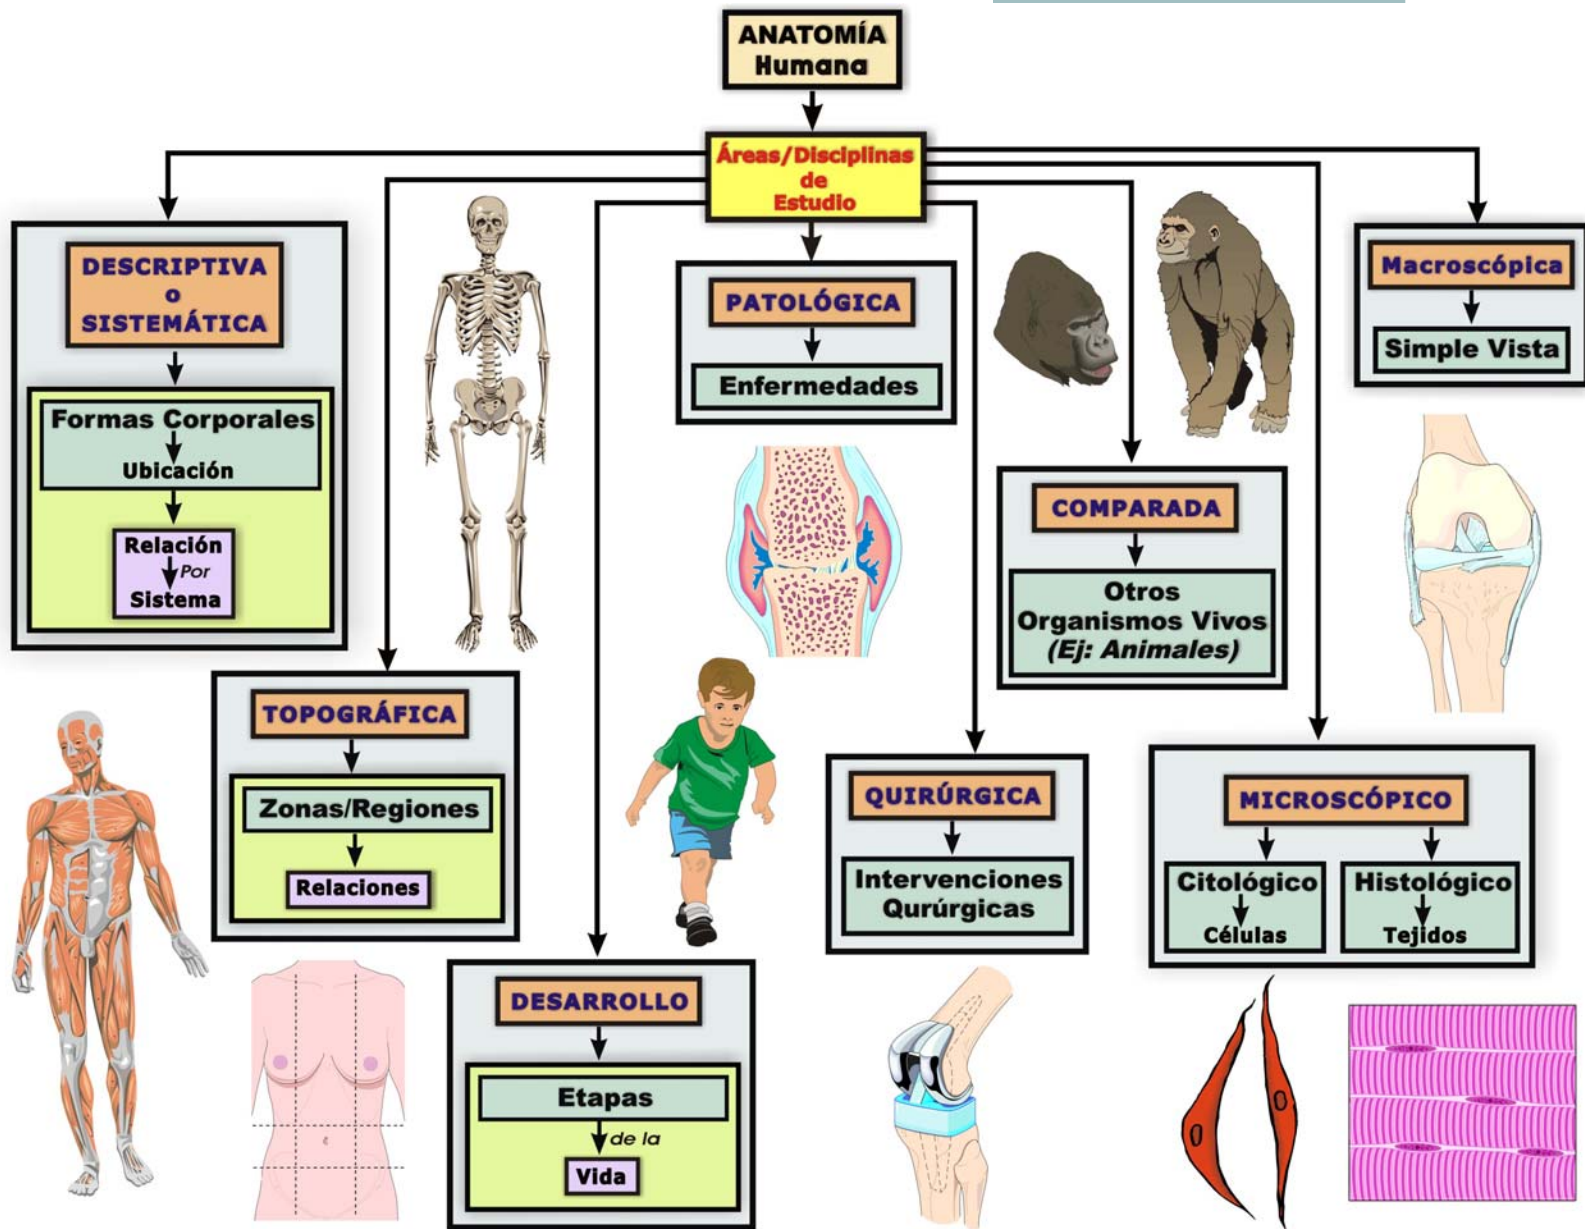 ANATOMÍA
Humana
Áreas/Disciplinas
de
Estudio
DESCRIPTIVA
o
SISTEMÁTICA
Formas Corporales
Ubicación
Relación
Por
Sistema
TOPOGRÁFICA
Zonas/Regiones
Relaciones
DESARROLLO
Etapas
de la
Vida
PATOLÓGICA
Enfermedades
QUIRÚRGICA
Intervenciones
Qurúrgicas
COMPARADA
Otros
Organismos Vivos
(Ej: Animales)
MICROSCÓPICO
Citológico
Células
Histológico
Tejidos
Macroscópica
Simple Vista